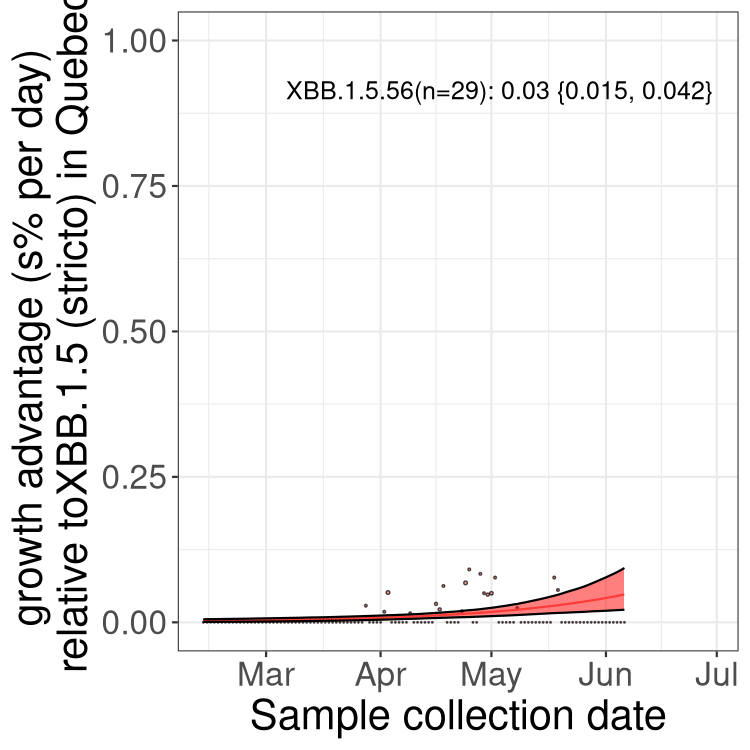 growth advantage (s% per day)
relative toXBB.1.5 (stricto) in Quebec
1.00
XBB.1.5.56(n=29): 0.03 {0.015, 0.042}
0.75
0.50
0.25
0.00
Mar Apr May Jun Jul
Sample collection date